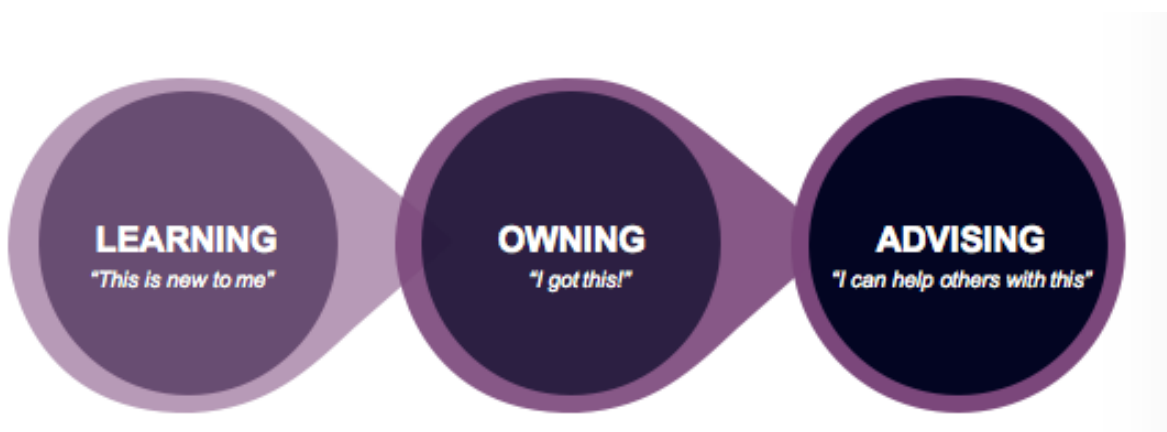 LEARNING
“This is new to me”
OWNING
“I got this!”
ADVISING
“I can help others with this”